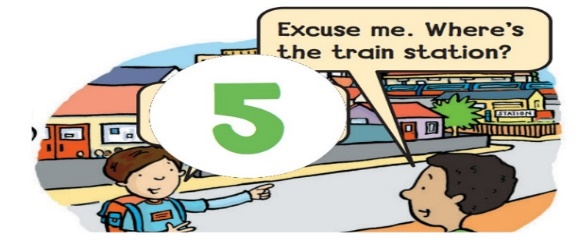 Excuse me. Where's
the train station?
5
STATION